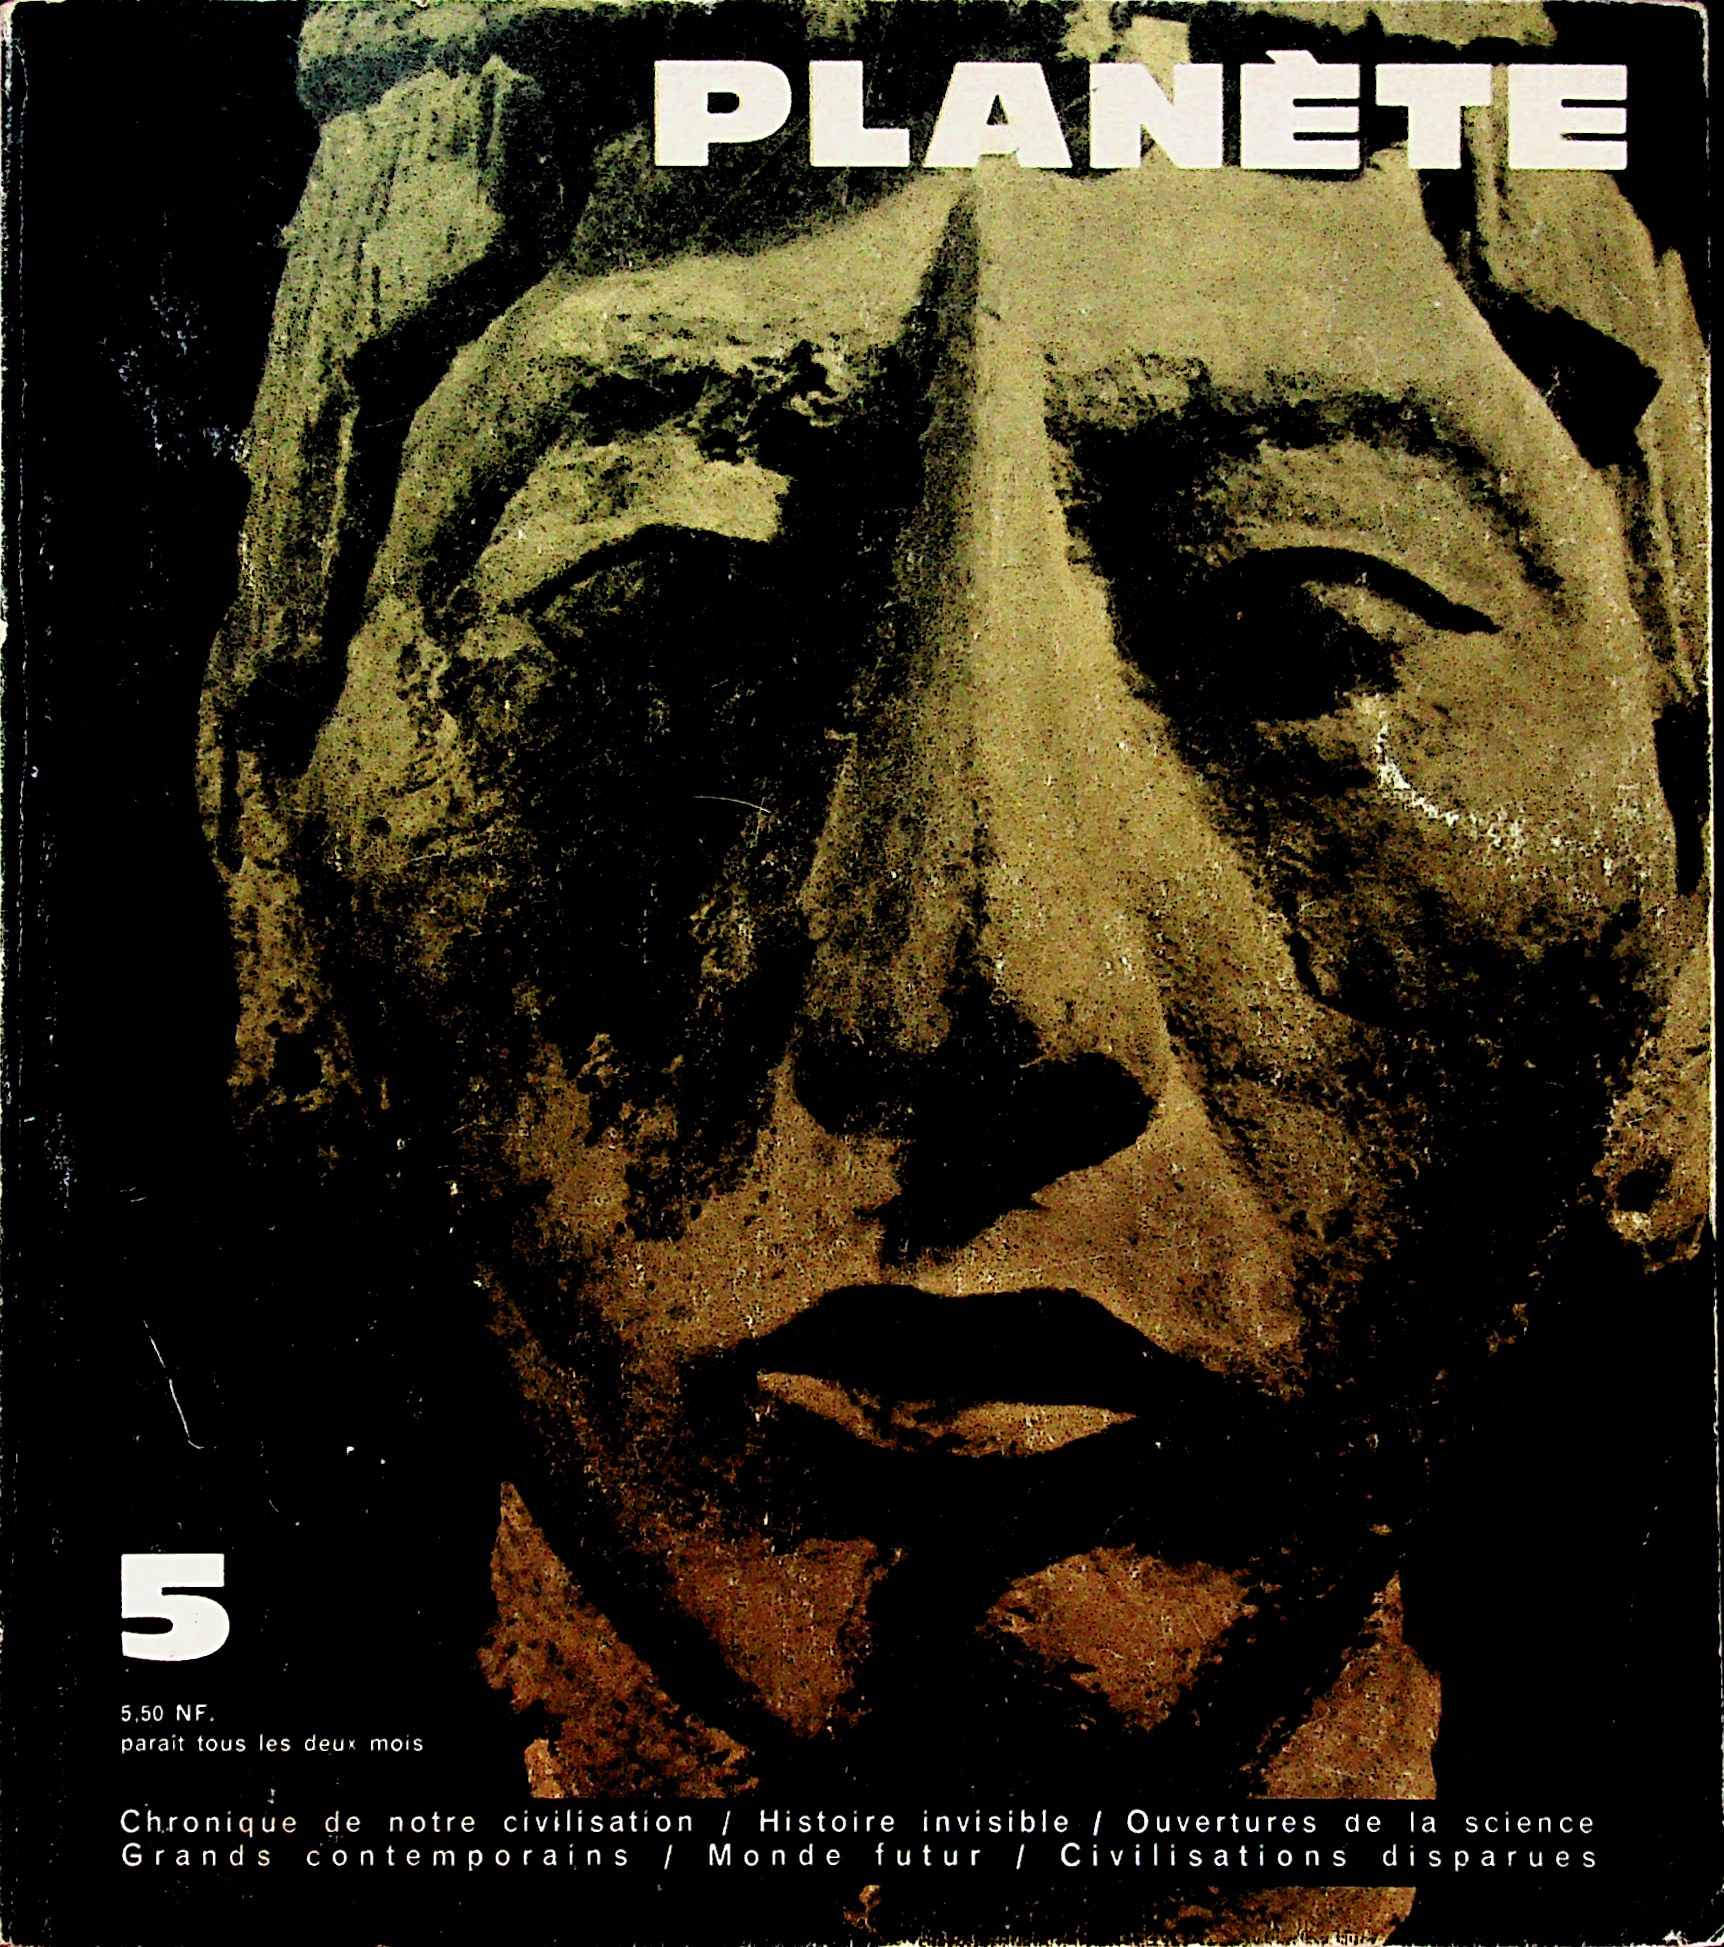 PLANÈTE
5
5,50 NF.
paraît tous les deux mois
Chronique de notre civilisation / Histoire invisible / Ouvertures de la science
Grands contemporains / Monde futur / Civilisations disparues